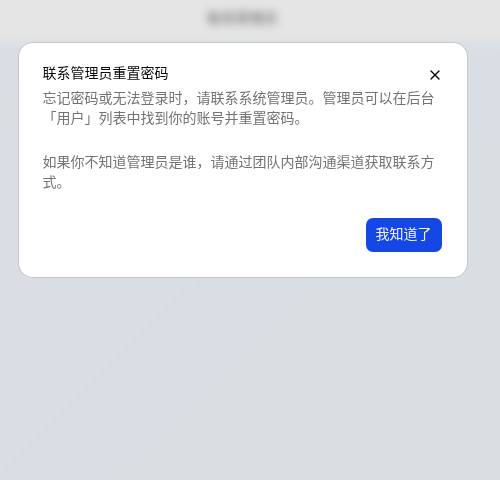 联系管理员重置密码
忘记密码或无法登录时，请联系系统管理员。管理员可以在后台
「用户」列表中找到你的账号并重置密码。
如果你不知道管理员是谁，请通过团队内部沟通渠道获取联系方
式。
我知道了